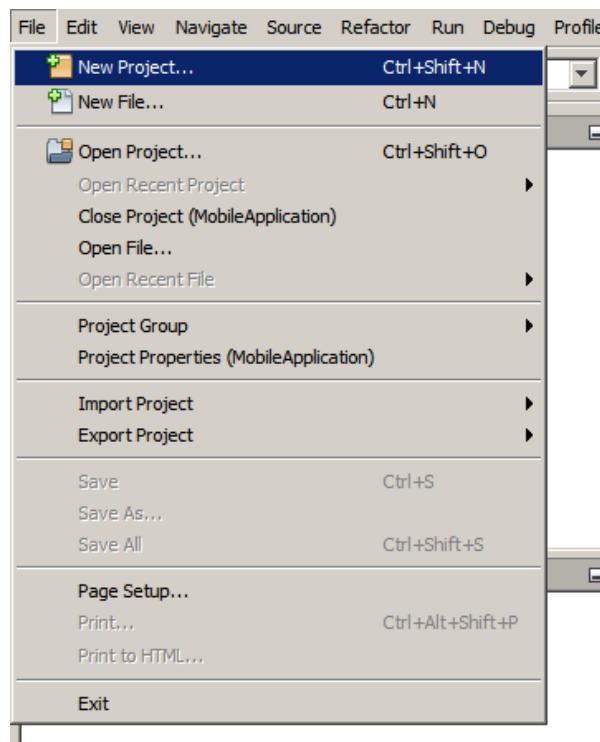 File Edit View Navigate Source Refactor Run Debug Profile
New Project... Ctrl+Shift+N
New File... Ctrl+N
Open Project... Ctrl+Shift+O
Open Recent Project
Close Project (MobileApplication)
Open File...
Open Recent File
Project Group
Project Properties (MobileApplication)
Import Project
Export Project
Save Ctrl+S
Save As...
Save All Ctrl+Shift+S
Page Setup...
Print... Ctrl+Alt+Shift+P
Print to HTML...
Exit